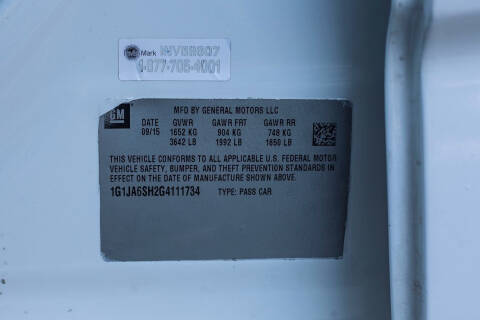 Mark
1-877-705-4001
GM
MFD BY GENERAL MOTORS LLC
DATE GVWR GAWR FRT GAWR RR
09/15 1652 KG 904 KG 748 KG
3642 LB 1992 LB 1650 LB
THIS VEHICLE CONFORMS TO ALL APPLICABLE U.S. FEDERAL MOTOR
VEHICLE SAFETY, BUMPER, AND THEFT PREVENTION STANDARDS IN
EFFECT ON THE DATE OF MANUFACTURE SHOWN ABOVE.
1G1JA6SH2G4111734 TYPE: PASS CAR